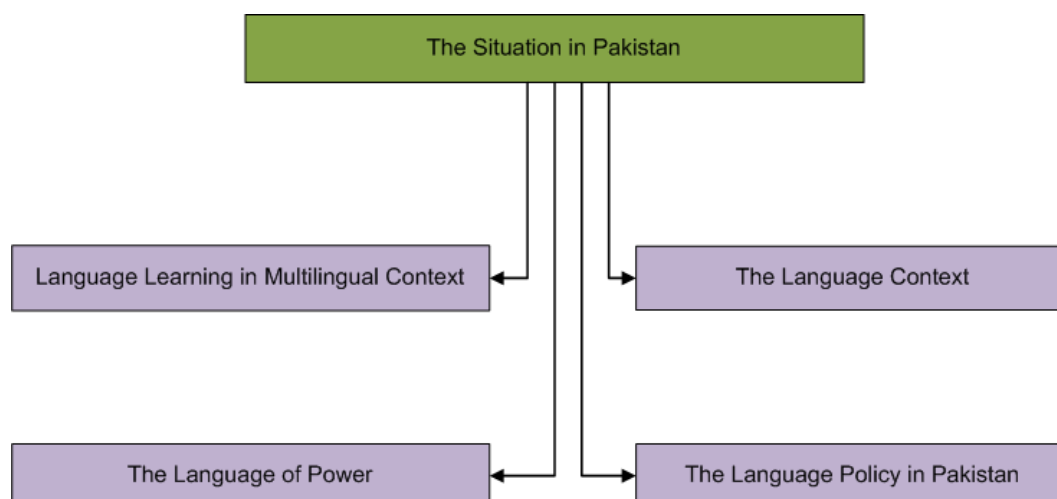 The Situation in Pakistan
Language Learning in Multilingual Context
The Language Context
The Language of Power
The Language Policy in Pakistan